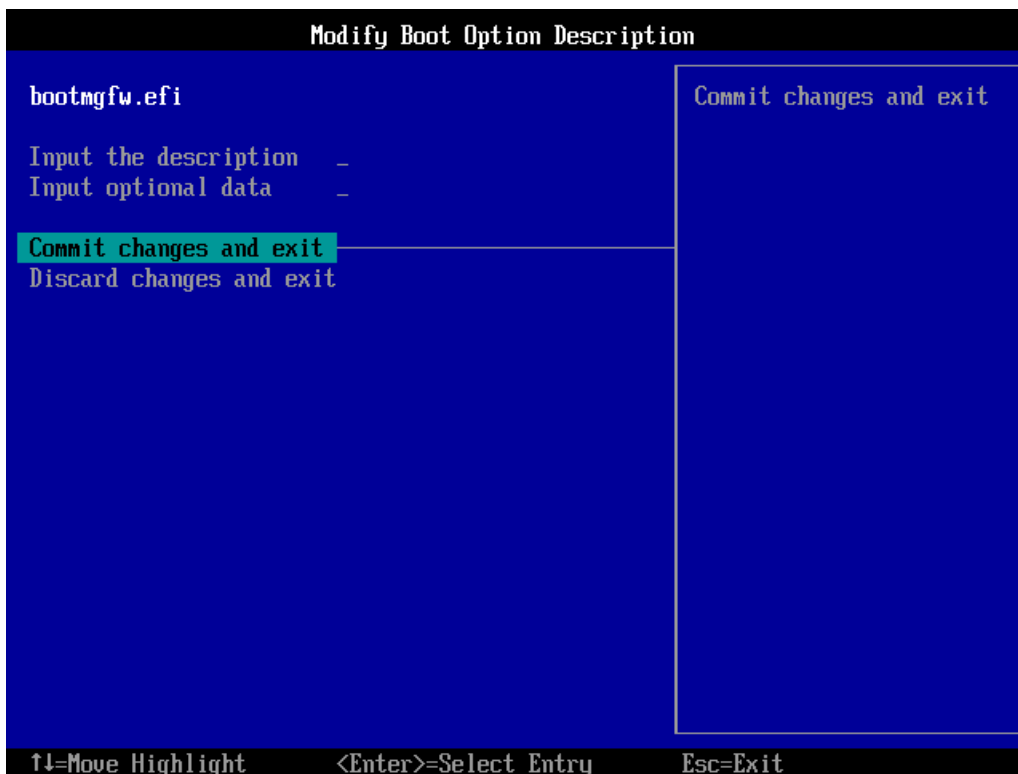 Modify Boot Option Description
bootmgfw.efi
Commit changes and exit
Input the description _
Input optional data _
Commit changes and exit
Discard changes and exit
↑↓=Move Highlight <Enter>=Select Entry Esc=Exit